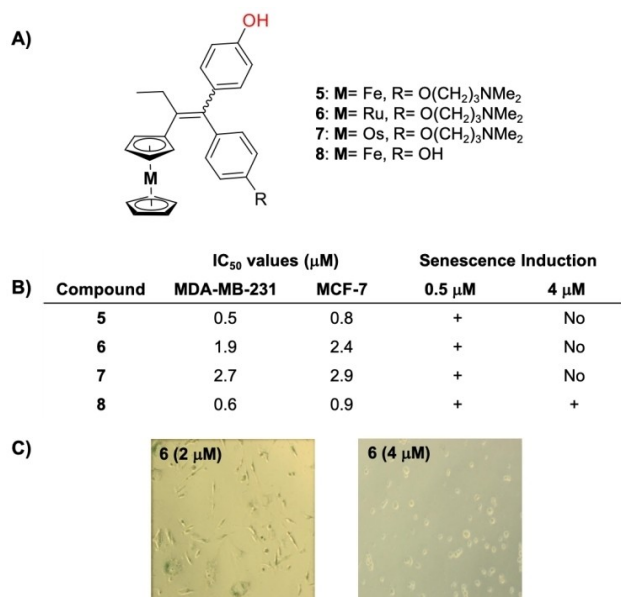 A)
OH
M
R
5: M= Fe, R= O(CH2)3NMe2
6: M= Ru, R= O(CH2)3NMe2
7: M= Os, R= O(CH2)3NMe2
8: M= Fe, R= OH
IC50 values (μM) Senescence Induction
B) Compound MDA-MB-231 MCF-7 0.5 μM 4 μM
5 0.5 0.8 + No
6 1.9 2.4 + No
7 2.7 2.9 + No
8 0.6 0.9 + +
C)
6 (2 μM) 6 (4 μM)